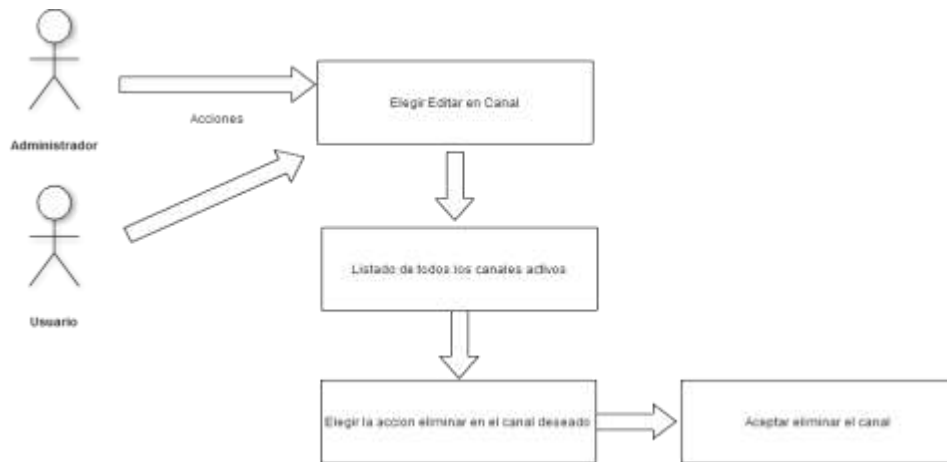 Administrador
Acciones
Elegir Editar en Canal
Usuario
Listado de todos los canales activos
Elegir la accion eliminar en el canal deseado
Aceptar eliminar el canal